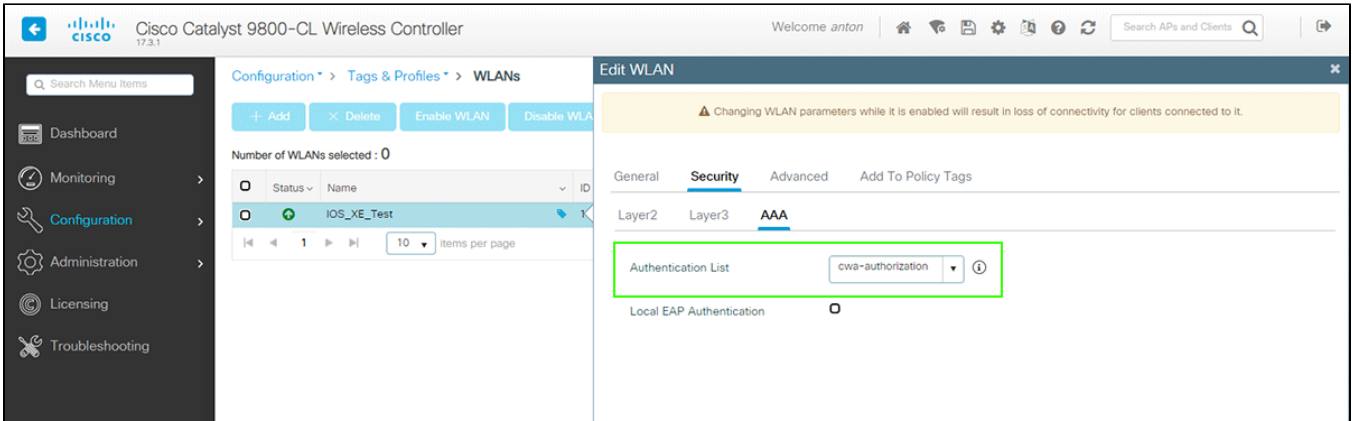 CISCO
Cisco Catalyst 9800-CL Wireless Controller
17.3.1
Welcome anton
Search APs and Clients
Search Menu Items
Dashboard
Monitoring
Configuration
Administration
Licensing
Troubleshooting
Configuration > Tags & Profiles > WLANs
+ Add
× Delete
Enable WLAN
Disable WLA
Number of WLANs selected : 0
Status Name ID
IOS_XE_Test 1
1 10 items per page
Edit WLAN
Changing WLAN parameters while it is enabled will result in loss of connectivity for clients connected to it.
General Security Advanced Add To Policy Tags
Layer2 Layer3 AAA
Authentication List cwa-authorization
Local EAP Authentication